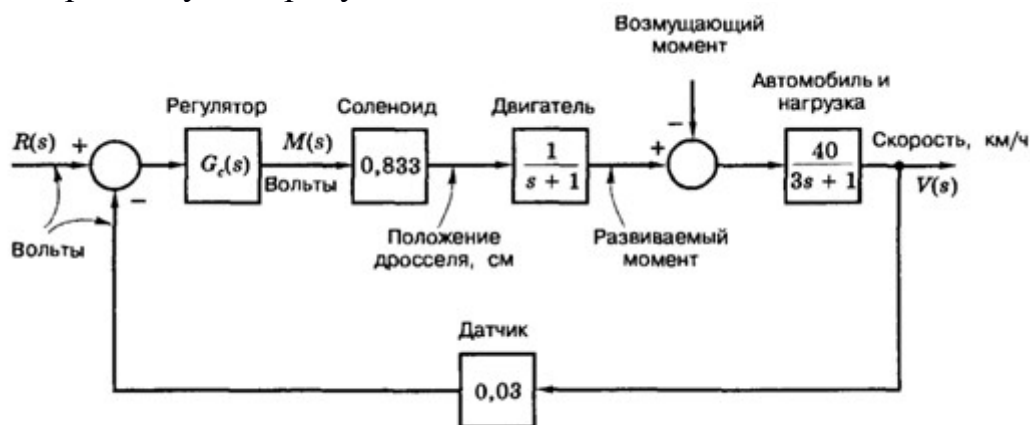 Возмущающий
момент
Автомобиль и
нагрузка
Регулятор
Соленоид
Двигатель
R(s)
+
−
G_c(s)
M(s)
Вольты
0,833
1
s + 1
−
+
40
3s + 1
Скорость, км/ч
V(s)
Вольты
Положение
дросселя, см
Развиваемый
момент
Датчик
0,03